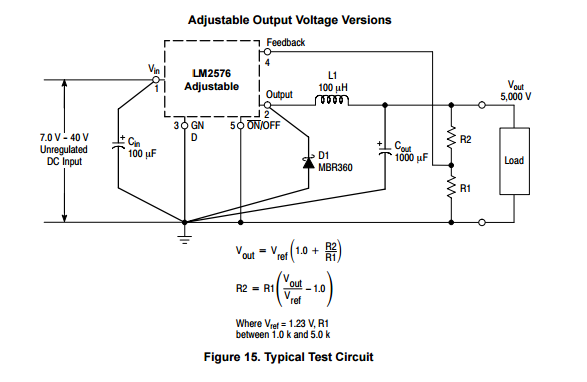 Adjustable Output Voltage Versions
Feedback
4
Vin
1
LM2576
Adjustable
Output
2
L1
100 µH
Vout
5,000 V
3 GN
D
5 ON/OFF
7.0 V - 40 V
Unregulated
DC Input
+
Cin
100 µF
D1
MBR360
+
Cout
1000 µF
R2
R1
Load
Vout = Vref (1.0 + R2/R1)
R2 = R1 (Vout/Vref – 1.0)
Where Vref = 1.23 V, R1
between 1.0 k and 5.0 k
Figure 15. Typical Test Circuit